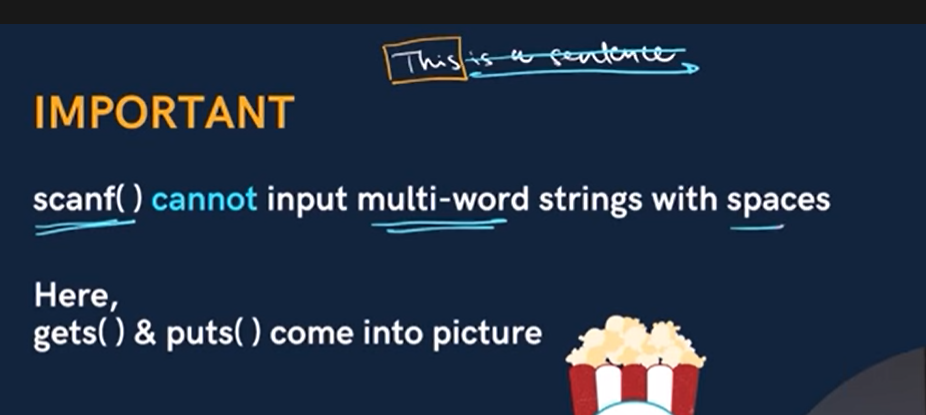 This is a sentence
IMPORTANT
scanf( ) cannot input multi-word strings with spaces
Here,
gets( ) & puts( ) come into picture